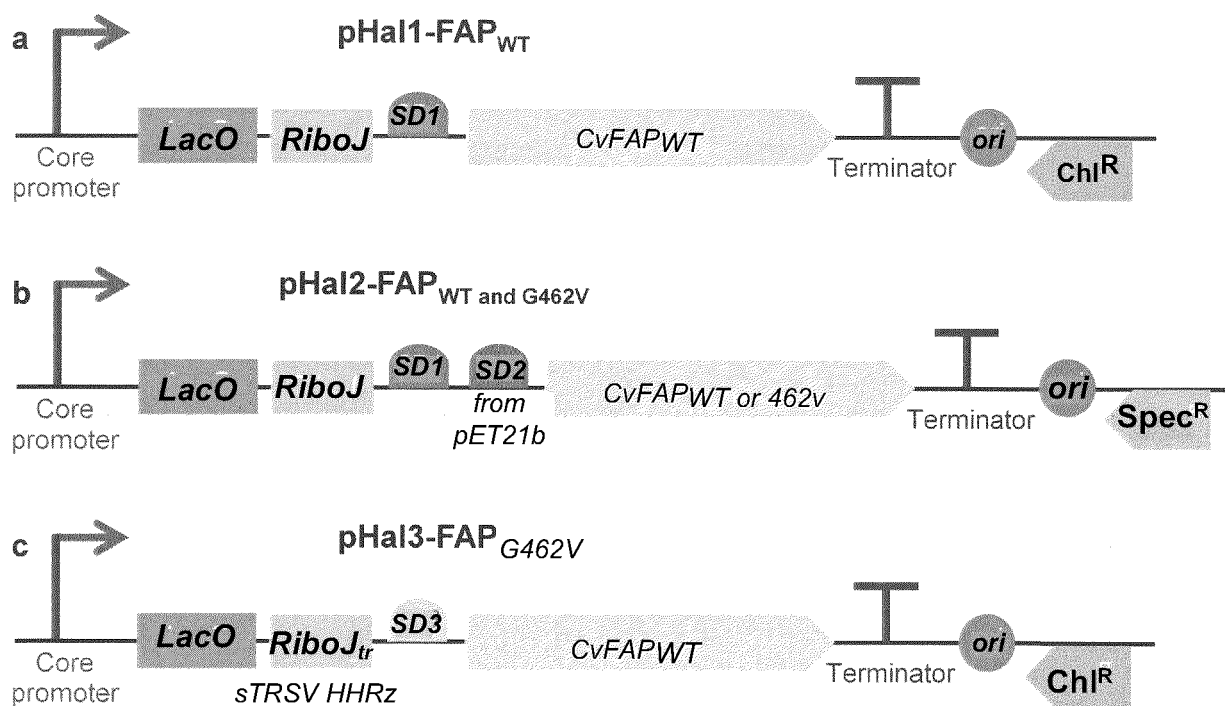 a pHal1-FAPWT
LacO RiboJ SD1 CvFAPWT ori ChlR
Core promoter
Terminator
b pHal2-FAPWT and G462V
LacO RiboJ SD1 SD2 CvFAPWT or 462v ori SpecR
Core promoter
from pET21b
Terminator
c pHal3-FAPG462V
LacO RiboJtr SD3 CvFAPWT ori ChlR
Core promoter
sTRSV HHRz
Terminator